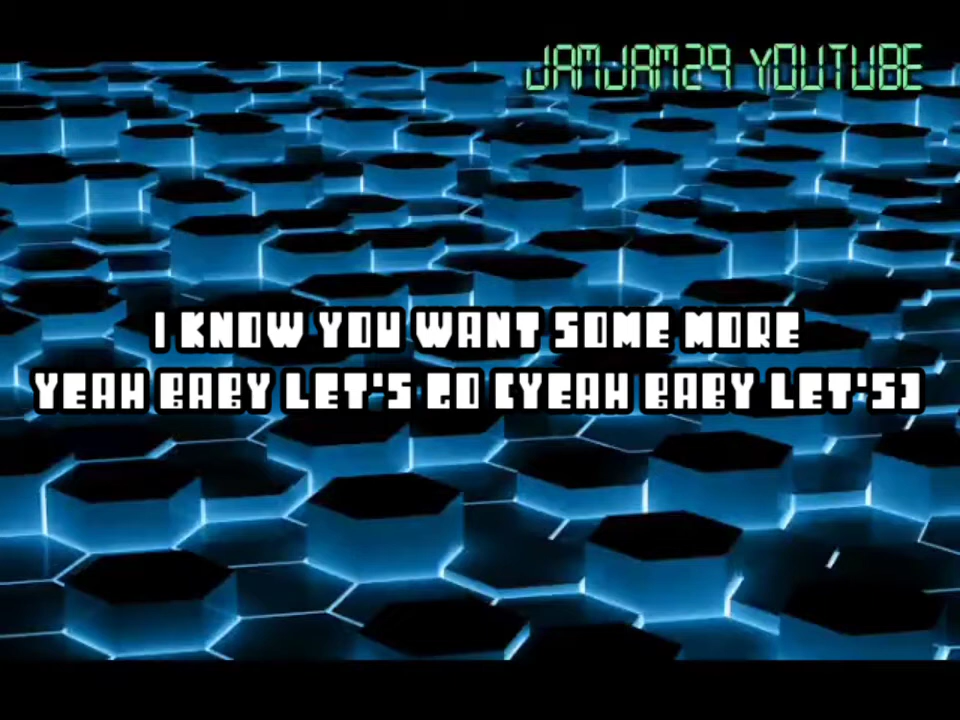 JAMJAM29 YOUTUBE
I KNOW YOU WANT SOME MORE
YEAH BABY LET'S GO (YEAH BABY LET'S)